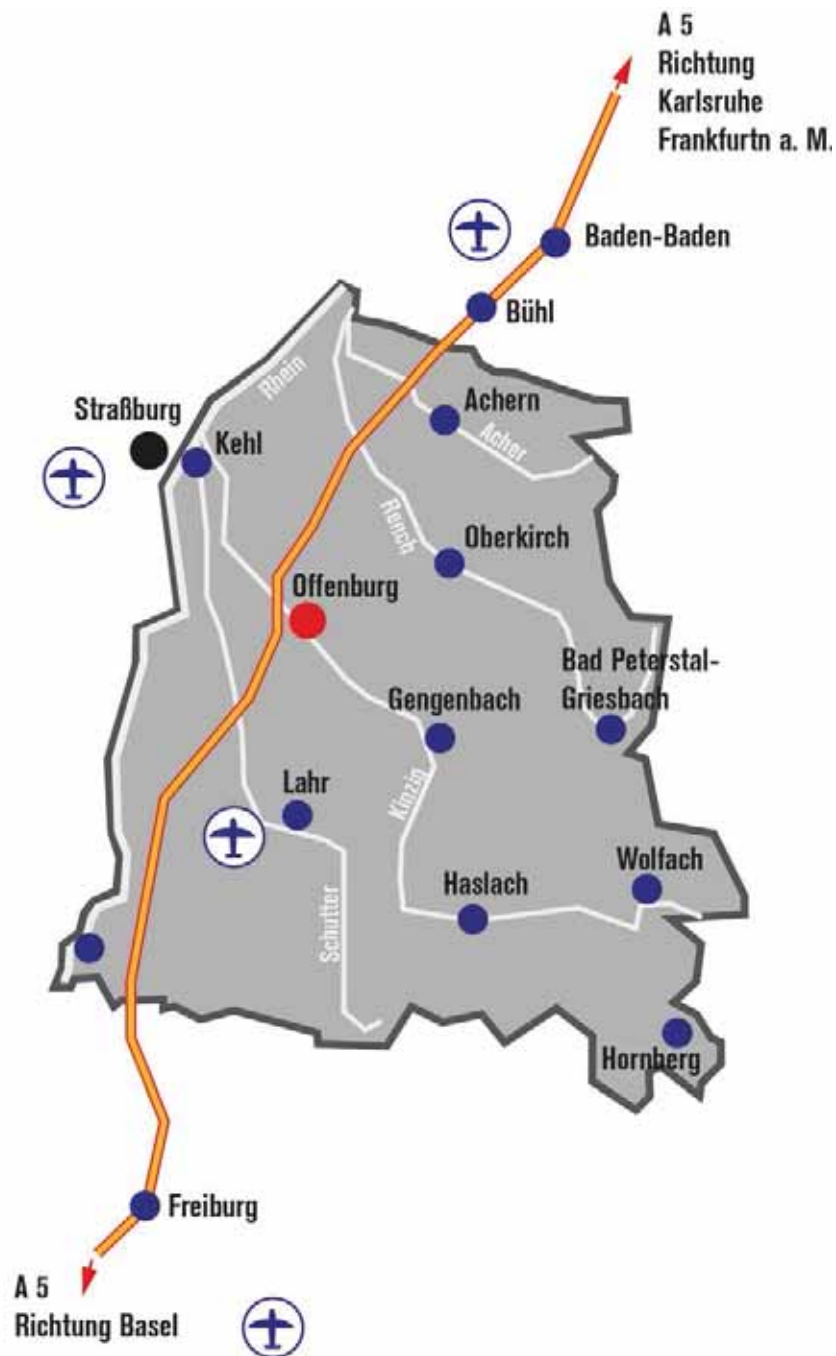 A 5
Richtung
Karlsruhe
Frankfurtn a. M.
Baden-Baden
Bühl
Rhein
Straßburg
Kehl
Achern
Acher
Rench
Oberkirch
Offenburg
Bad Peterstal-
Griesbach
Gengenbach
Kinzig
Lahr
Wolfach
Haslach
Schutter
Hornberg
Freiburg
A 5
Richtung Basel